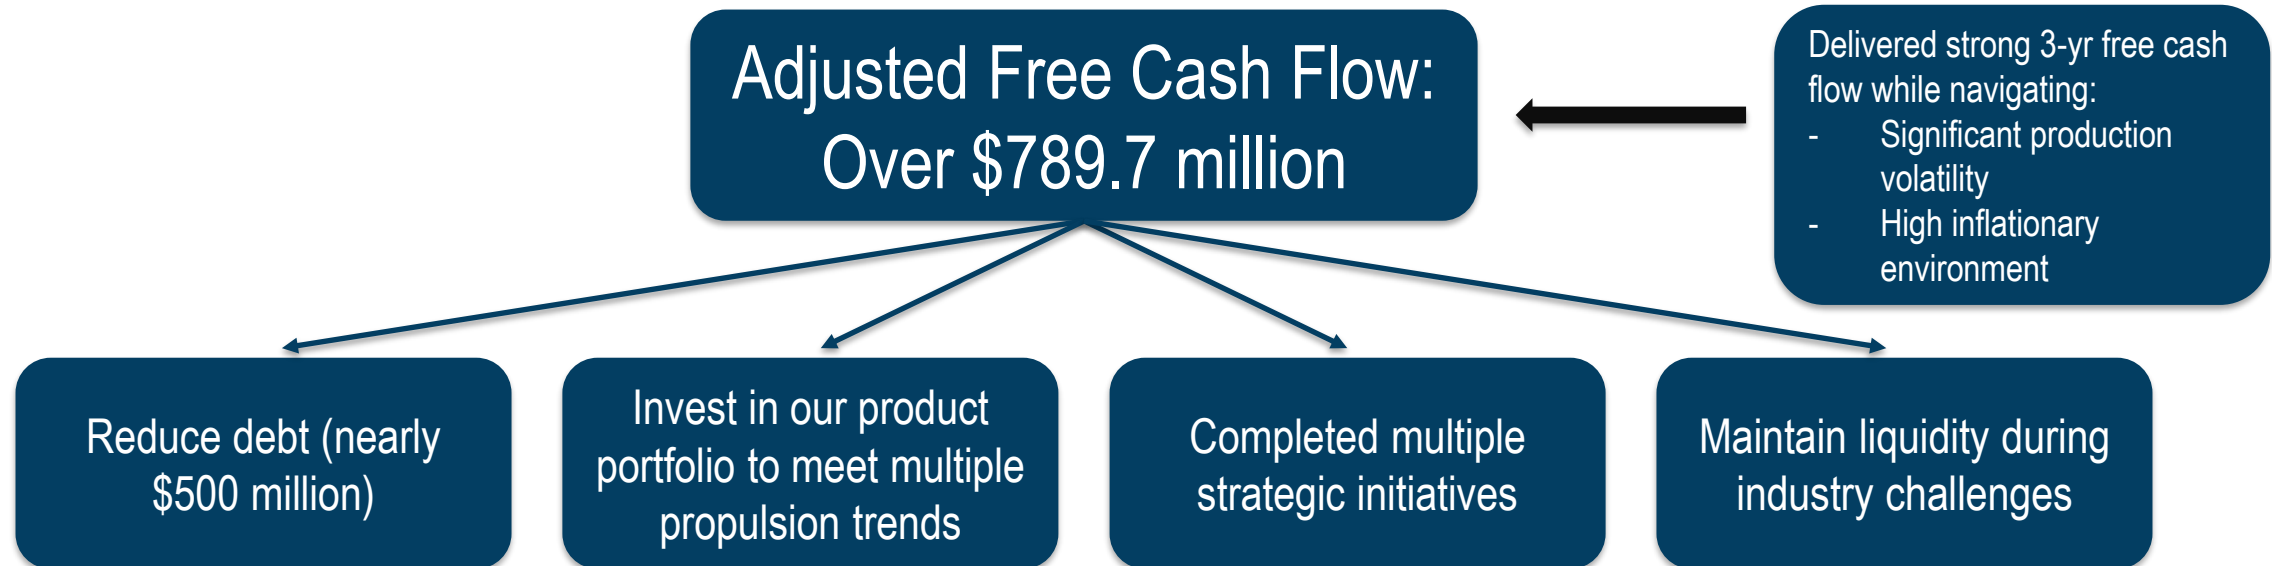 Adjusted Free Cash Flow:
Over $789.7 million
Delivered strong 3-yr free cash
flow while navigating:
- Significant production
volatility
- High inflationary
environment
Reduce debt (nearly
$500 million)
Invest in our product
portfolio to meet multiple
propulsion trends
Completed multiple
strategic initiatives
Maintain liquidity during
industry challenges